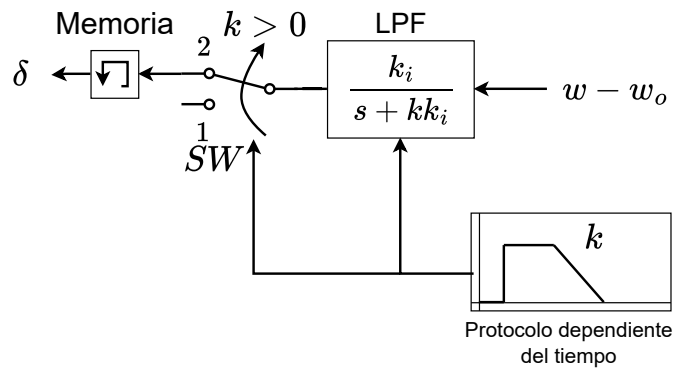 Memoria
k > 0
LPF
2
δ
k_i
s + kk_i
w − w_o
1
SW
k
Protocolo dependiente
del tiempo